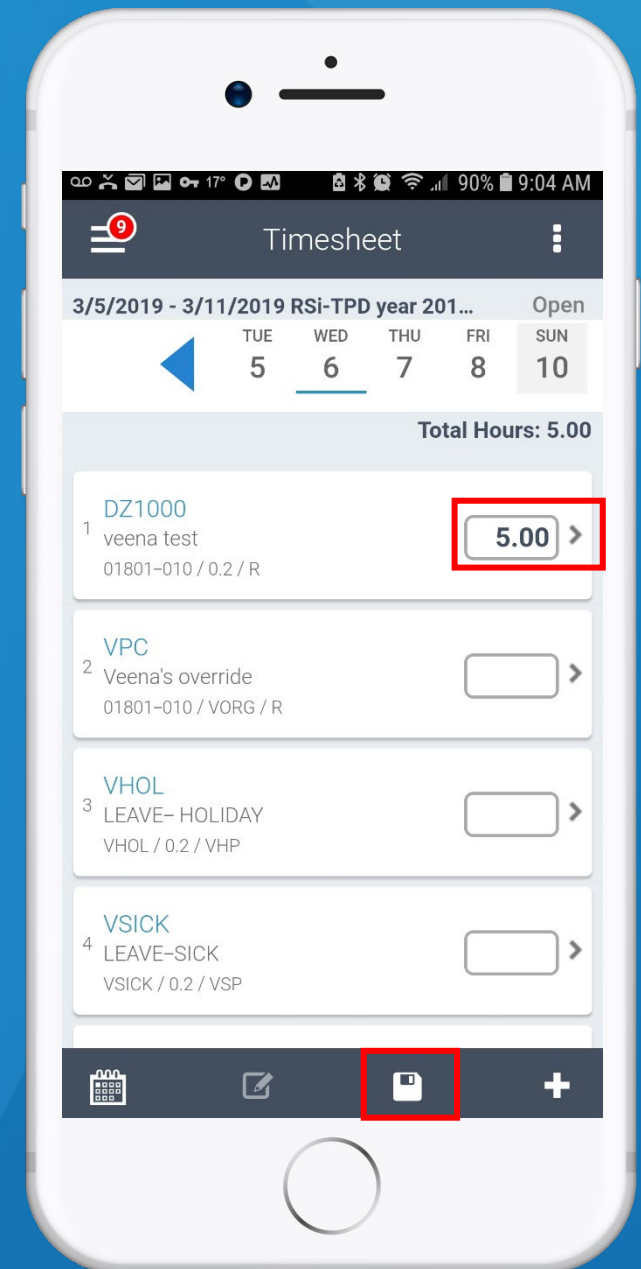 17° 90% 9:04 AM
9 Timesheet
3/5/2019 - 3/11/2019 RSi-TPD year 201... Open
TUE WED THU FRI SUN
5 6 7 8 10
Total Hours: 5.00
DZ1000
1 veena test 5.00
01801-010 / 0.2 / R
VPC
2 Veena's override
01801-010 / VORG / R
VHOL
3 LEAVE- HOLIDAY
VHOL / 0.2 / VHP
VSICK
4 LEAVE-SICK
VSICK / 0.2 / VSP